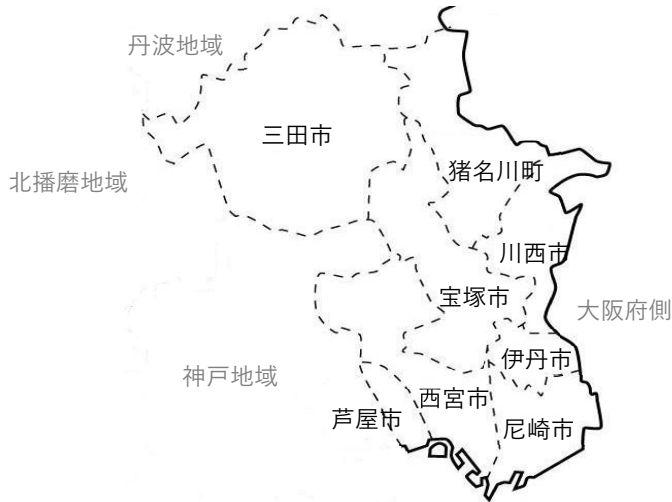 丹波地域
三田市
北播磨地域
猪名川町
川西市
宝塚市
大阪府側
伊丹市
神戸地域
西宮市
芦屋市
尼崎市